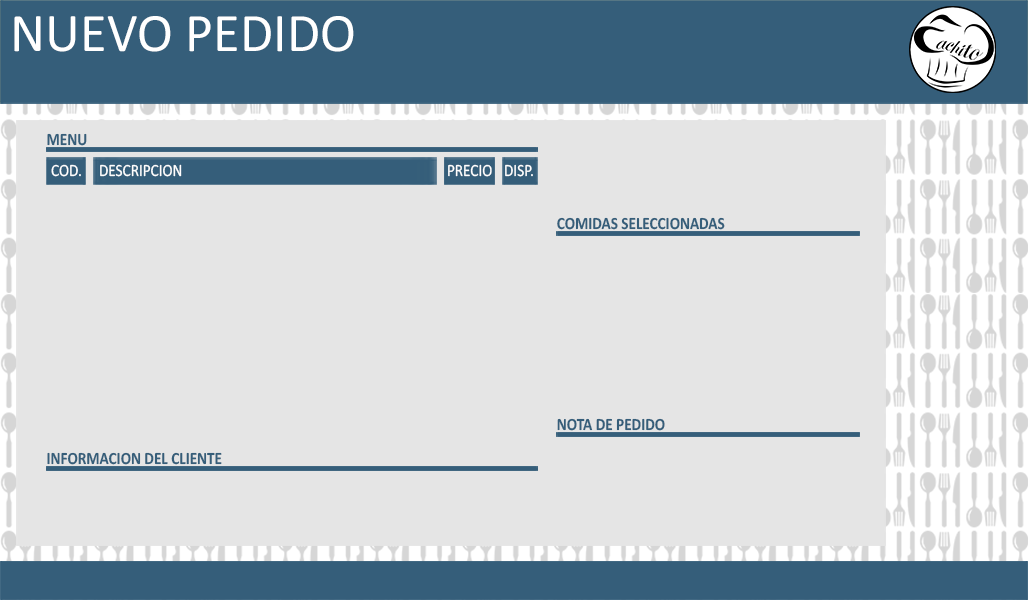 NUEVO PEDIDO
Cachito
MENU
COD. DESCRIPCION PRECIO DISP.
COMIDAS SELECCIONADAS
NOTA DE PEDIDO
INFORMACION DEL CLIENTE